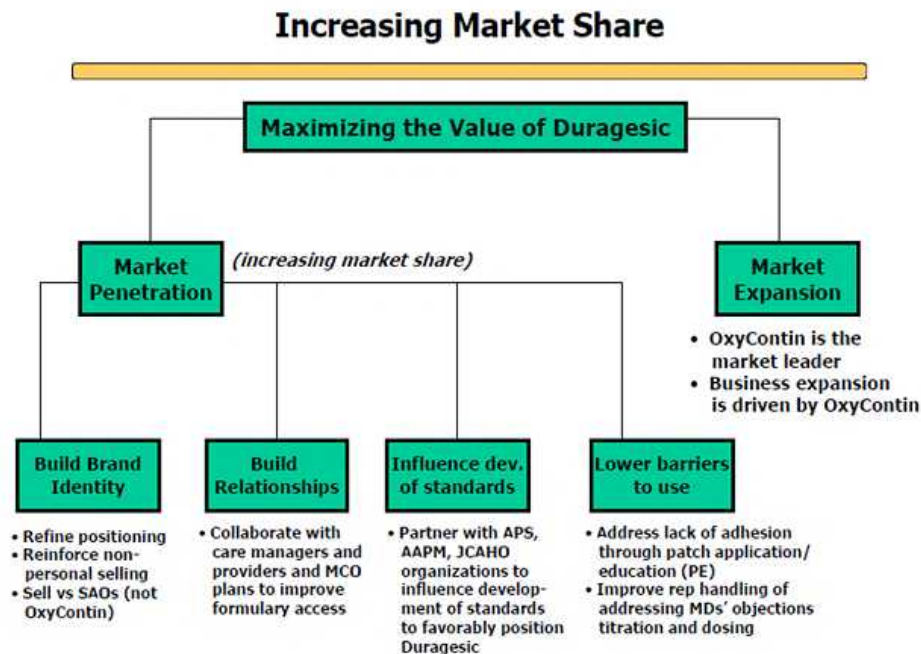 Increasing Market Share
Maximizing the Value of Duragesic
Market
Penetration
(increasing market share)
Market
Expansion
• OxyContin is the
market leader
• Business expansion
is driven by OxyContin
Build Brand
Identity
• Refine positioning
• Reinforce non-
personal selling
• Sell vs SAOs (not
OxyContin)
Build
Relationships
• Collaborate with
care managers and
providers and MCO
plans to improve
formulary access
Influence dev.
of standards
• Partner with APS,
AAPM, JCAHO
organizations to
influence develop-
ment of standards
to favorably position
Duragesic
Lower barriers
to use
• Address lack of adhesion
through patch application/
education (PE)
• Improve rep handling of
addressing MDs' objections
titration and dosing